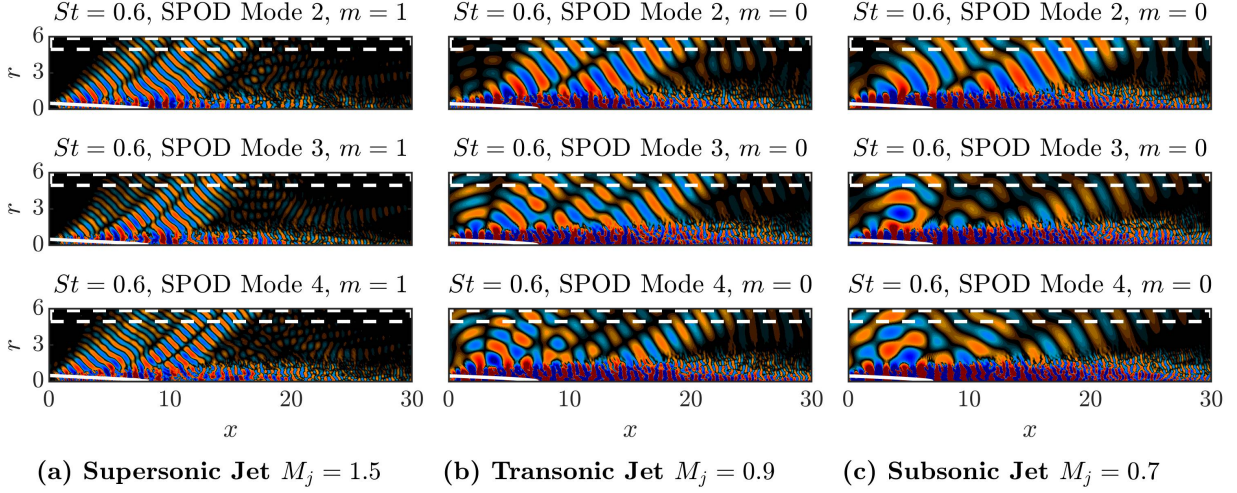 St = 0.6, SPOD Mode 2, m = 1 St = 0.6, SPOD Mode 2, m = 0 St = 0.6, SPOD Mode 2, m = 0
6
r 3
0
St = 0.6, SPOD Mode 3, m = 1 St = 0.6, SPOD Mode 3, m = 0 St = 0.6, SPOD Mode 3, m = 0
6
r 3
0
St = 0.6, SPOD Mode 4, m = 1 St = 0.6, SPOD Mode 4, m = 0 St = 0.6, SPOD Mode 4, m = 0
6
r 3
0
0 10 20 30 0 10 20 30 0 10 20 30
x x x
(a) Supersonic Jet M_j = 1.5 (b) Transonic Jet M_j = 0.9 (c) Subsonic Jet M_j = 0.7